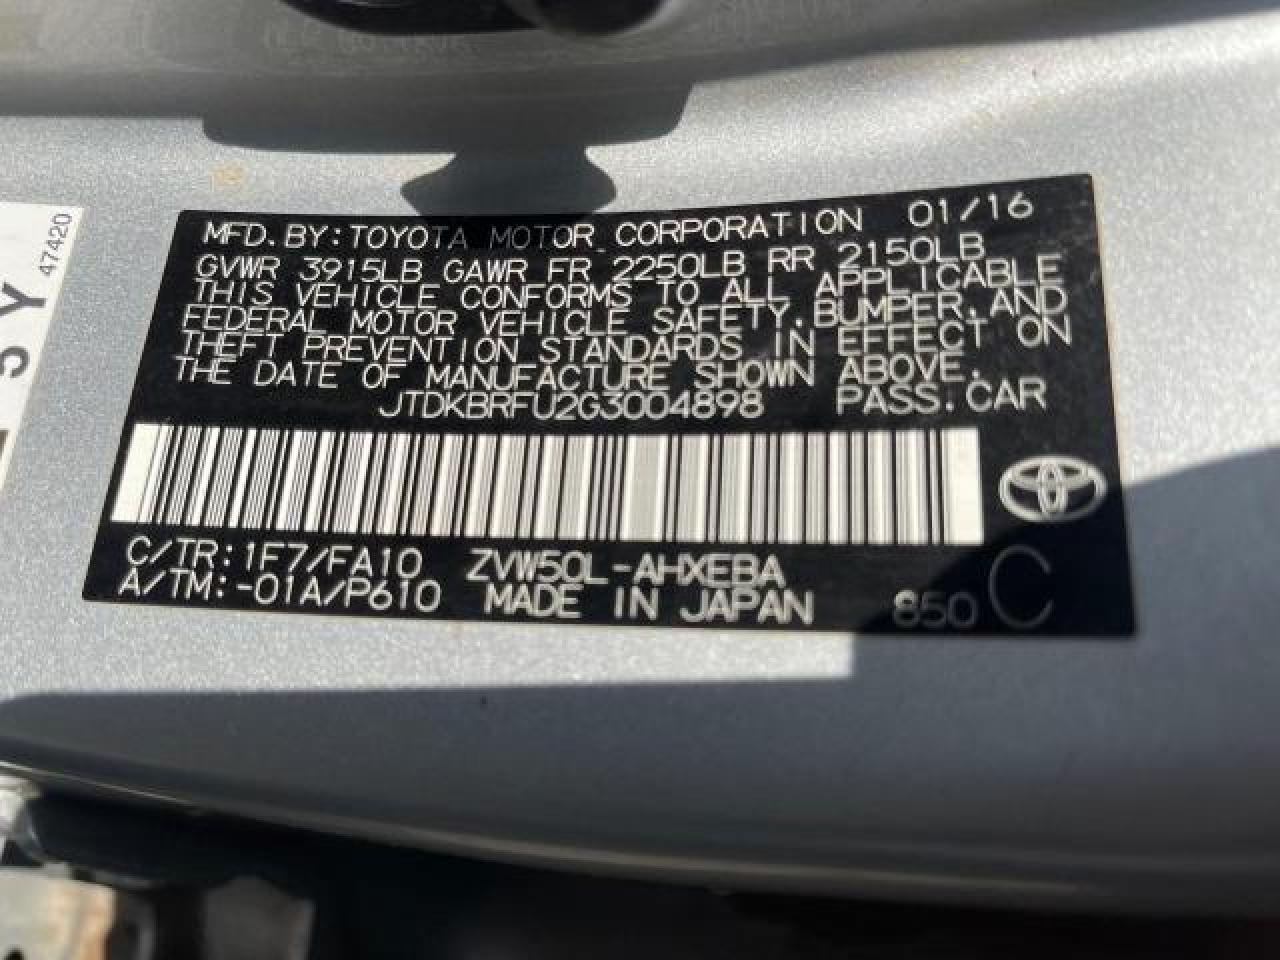 MFD.BY:TOYOTA MOTOR CORPORATION 01/16
GVWR 3915LB GAWR FR 2250LB RR 2150LB
THIS VEHICLE CONFORMS TO ALL APPLICABLE
FEDERAL MOTOR VEHICLE SAFETY,BUMPER,AND
THEFT PREVENTION STANDARDS IN EFFECT ON
THE DATE OF MANUFACTURE SHOWN ABOVE.
JTDKBRFU2G3004898 PASS.CAR
C/TR:1F7/FA10 ZVW50L-AHXEBA
A/TM:-01A/P610 MADE IN JAPAN 850 C
47420
5Y